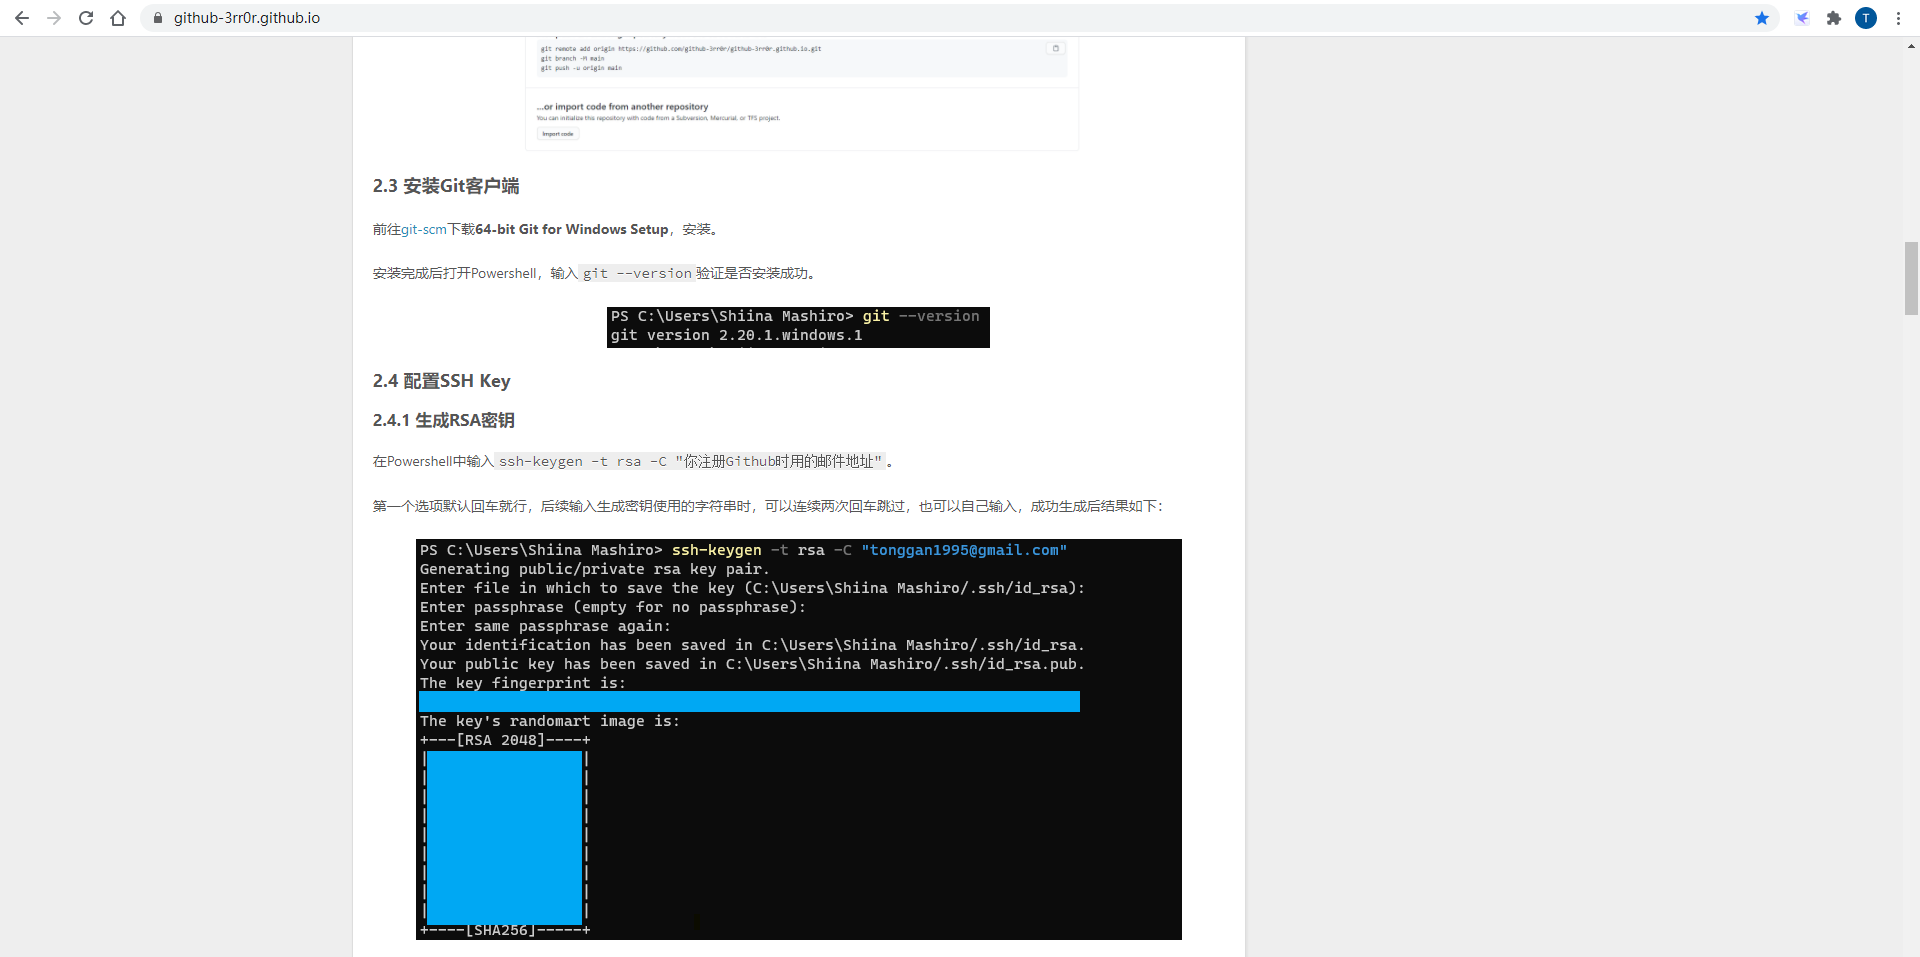 github-3rr0r.github.io
T
git remote add origin https://github.com/github-3rr0r/github-3rr0r.github.io.git
git branch -M main
git push -u origin main
...or import code from another repository
You can initialize this repository with code from a Subversion, Mercurial, or TFS project.
Import code
2.3 安装Git客户端
前往git-scm下载64-bit Git for Windows Setup，安装。
安装完成后打开Powershell，输入 git --version 验证是否安装成功。
PS C:\Users\Shiina Mashiro> git --version
git version 2.20.1.windows.1
2.4 配置SSH Key
2.4.1 生成RSA密钥
在Powershell中输入 ssh-keygen -t rsa -C "你注册Github时用的邮件地址" 。
第一个选项默认回车就行，后续输入生成密钥使用的字符串时，可以连续两次回车跳过，也可以自己输入，成功生成后结果如下：
PS C:\Users\Shiina Mashiro> ssh-keygen -t rsa -C "tonggan1995@gmail.com"
Generating public/private rsa key pair.
Enter file in which to save the key (C:\Users\Shiina Mashiro/.ssh/id_rsa):
Enter passphrase (empty for no passphrase):
Enter same passphrase again:
Your identification has been saved in C:\Users\Shiina Mashiro/.ssh/id_rsa.
Your public key has been saved in C:\Users\Shiina Mashiro/.ssh/id_rsa.pub.
The key fingerprint is:
The key's randomart image is:
+---[RSA 2048]----+
+----[SHA256]-----+